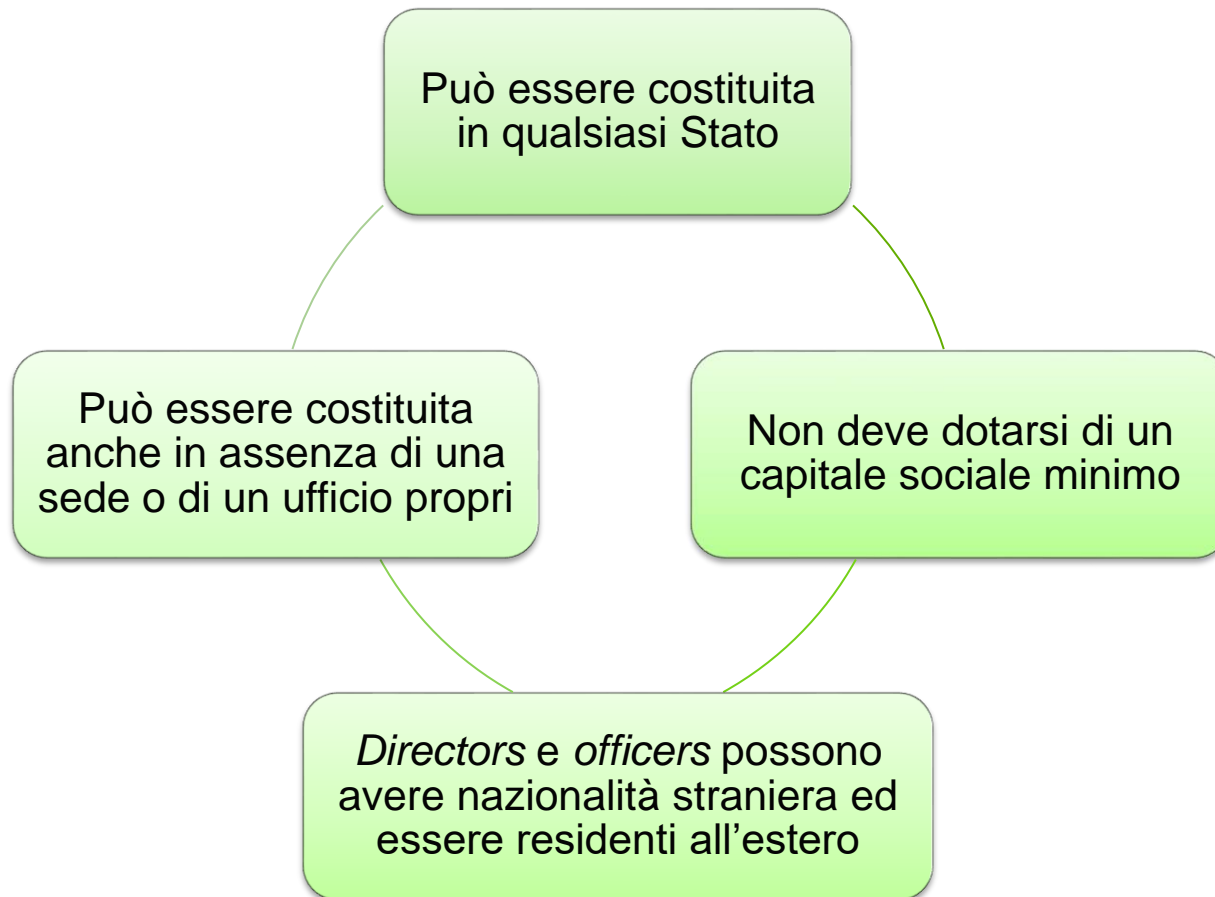 Può essere costituita
in qualsiasi Stato
Non deve dotarsi di un
capitale sociale minimo
Directors e officers possono
avere nazionalità straniera ed
essere residenti all’estero
Può essere costituita
anche in assenza di una
sede o di un ufficio propri